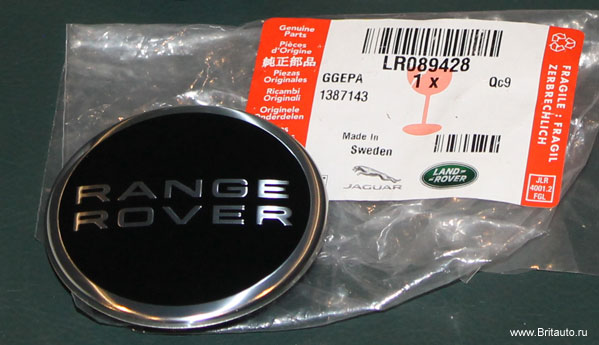 Genuine
Parts
Pièces
d'Origine
純正部品
Piezas
Originales
Ricambi
Originali
Originele
Onderdelen
LR089428
1 x
GGEPA
1387143
Qc9
Made In
Sweden
JAGUAR
LAND-
ROVER
FRAGILE : FRAGIL
ZERBRECHLICH
JLR
4001.2
FGL
RANGE
ROVER
www.Britauto.ru